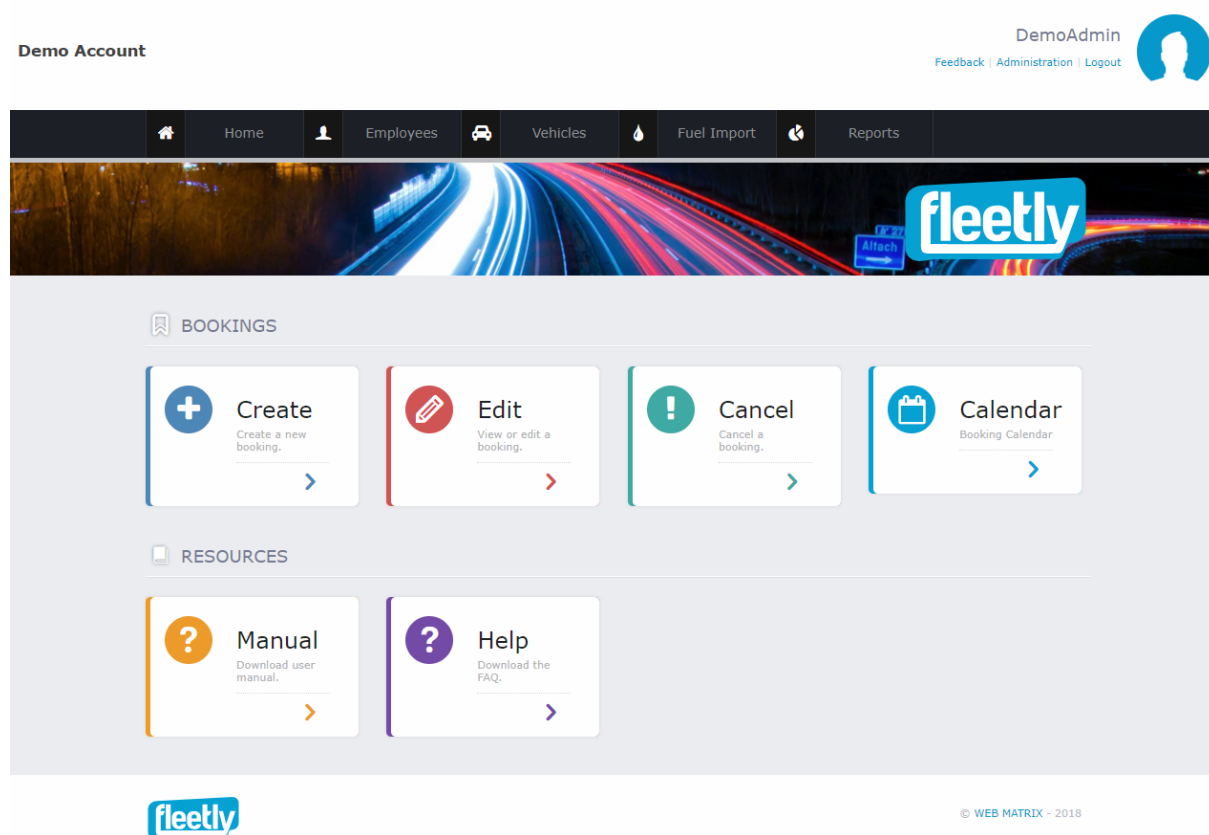 DemoAdmin
Demo Account
Feedback | Administration | Logout
Home Employees Vehicles Fuel Import Reports
fleetly
Altach
BOOKINGS
Create
Create a new
booking.
Edit
View or edit a
booking.
Cancel
Cancel a
booking.
Calendar
Booking Calendar
RESOURCES
Manual
Download user
manual.
Help
Download the
FAQ.
fleetly
© WEB MATRIX - 2018